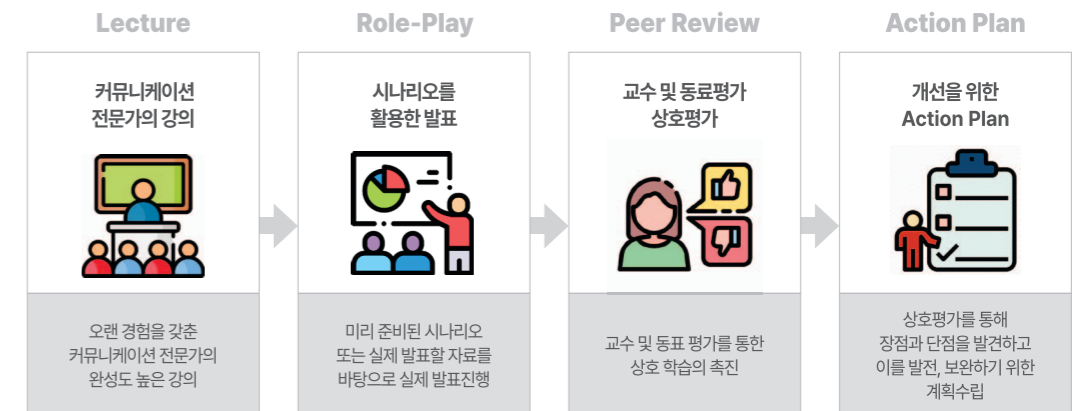 Lecture
커뮤니케이션
전문가의 강의
오랜 경험을 갖춘
커뮤니케이션 전문가의
완성도 높은 강의
Role-Play
시나리오를
활용한 발표
미리 준비된 시나리오
또는 실제 발표할 자료를
바탕으로 실제 발표진행
Peer Review
교수 및 동료평가
상호평가
교수 및 동표 평가를 통한
상호 학습의 촉진
Action Plan
개선을 위한
Action Plan
상호평가를 통해
장점과 단점을 발견하고
이를 발전, 보완하기 위한
계획수립